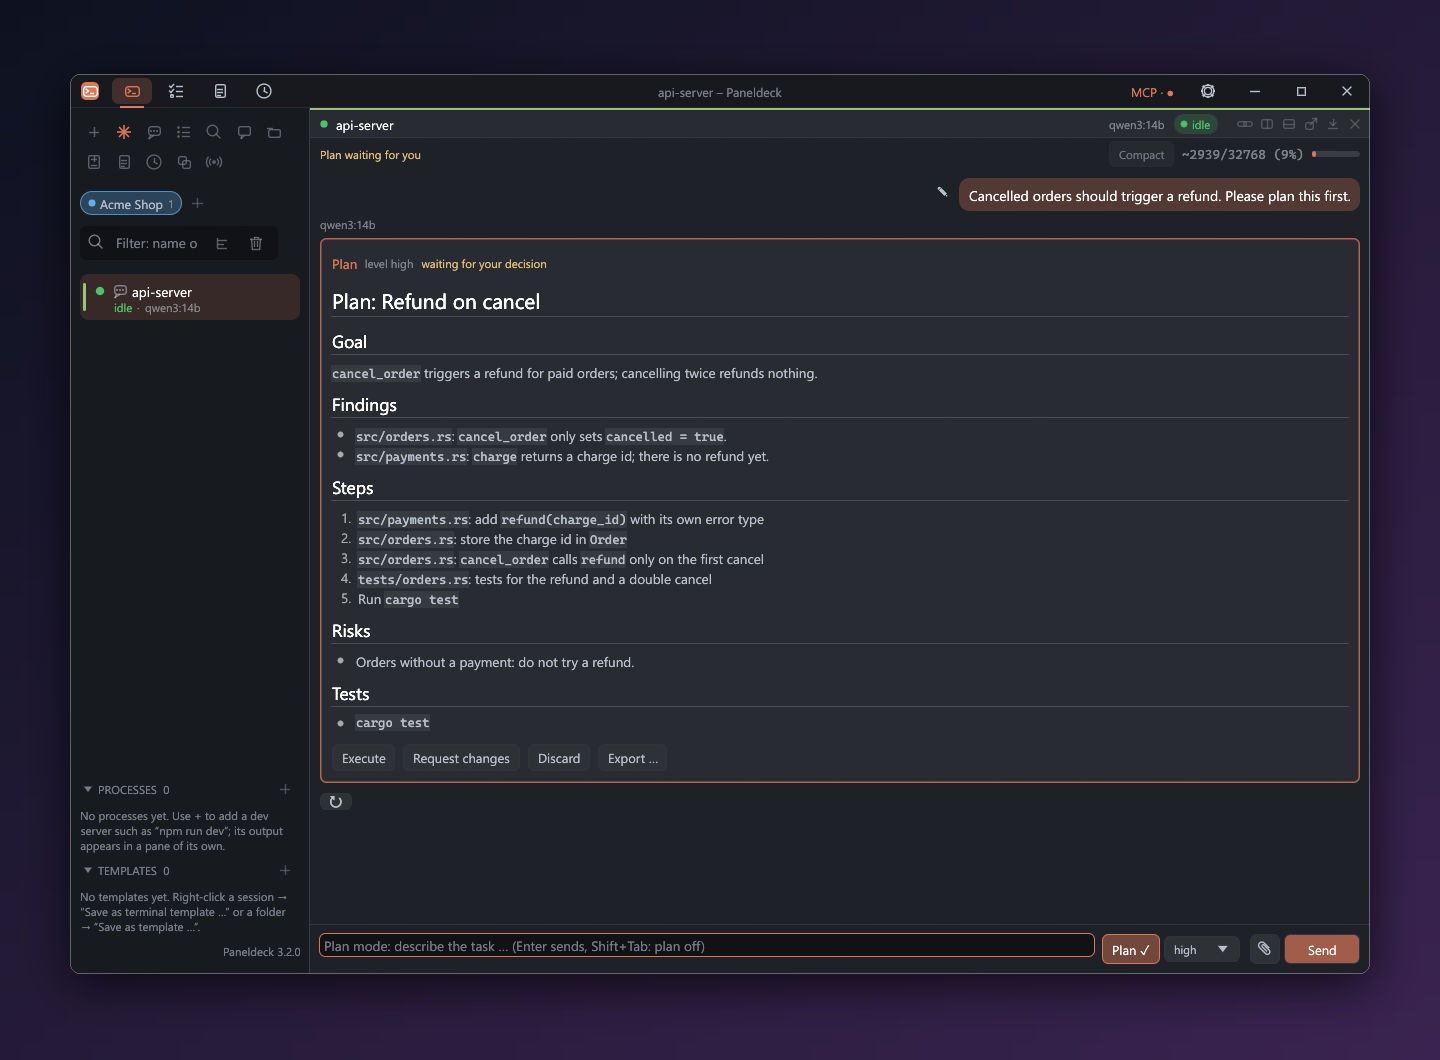 api-server – Paneldeck
MCP ·
api-server
qwen3:14b
idle
Plan waiting for you
Compact
~2939/32768 (9%)
Acme Shop 1
Filter: name o
api-server
idle · qwen3:14b
Cancelled orders should trigger a refund. Please plan this first.
qwen3:14b
Plan level high waiting for your decision
Plan: Refund on cancel
Goal
cancel_order triggers a refund for paid orders; cancelling twice refunds nothing.
Findings
src/orders.rs: cancel_order only sets cancelled = true.
src/payments.rs: charge returns a charge id; there is no refund yet.
Steps
1. src/payments.rs: add refund(charge_id) with its own error type
2. src/orders.rs: store the charge id in Order
3. src/orders.rs: cancel_order calls refund only on the first cancel
4. tests/orders.rs: tests for the refund and a double cancel
5. Run cargo test
Risks
Orders without a payment: do not try a refund.
Tests
cargo test
Execute
Request changes
Discard
Export ...
PROCESSES 0
No processes yet. Use + to add a dev
server such as "npm run dev"; its output
appears in a pane of its own.
TEMPLATES 0
No templates yet. Right-click a session →
"Save as terminal template ..." or a folder
→ "Save as template ...".
Paneldeck 3.2.0
Plan mode: describe the task ... (Enter sends, Shift+Tab: plan off)
Plan ✓
high
Send